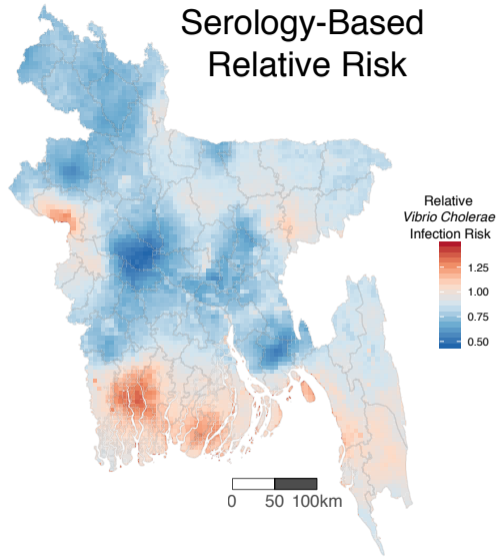 Serology-Based
Relative Risk
Relative
Vibrio Cholerae
Infection Risk
1.25
1.00
0.75
0.50
0 50 100km